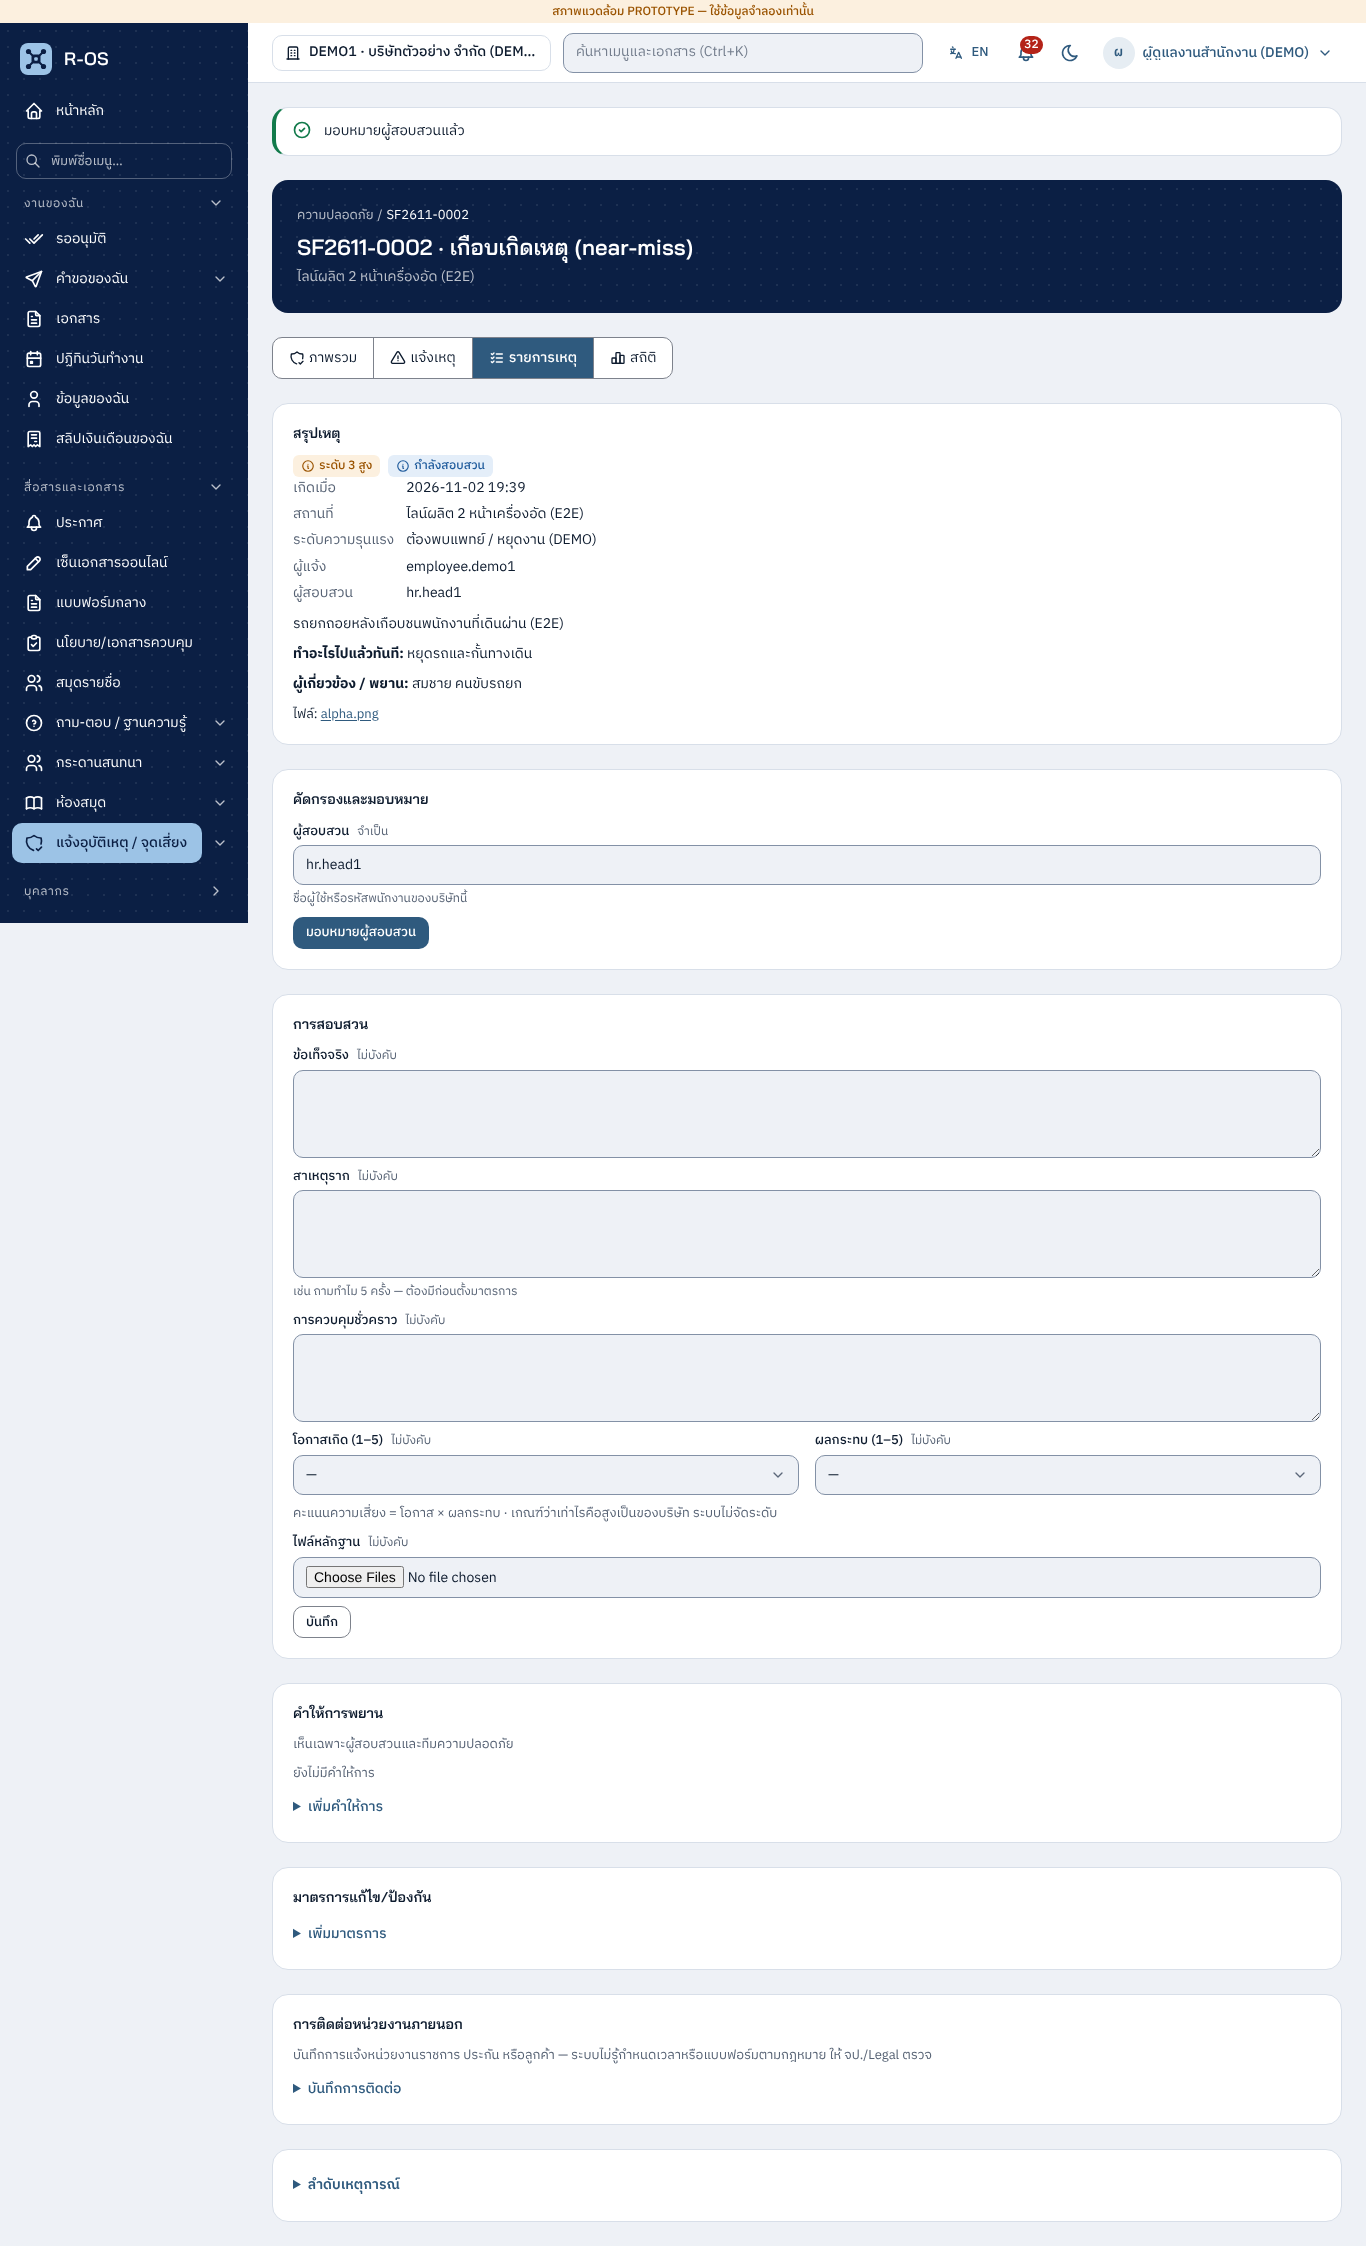 สภาพแวดล้อม PROTOTYPE — ใช้ข้อมูลจำลองเท่านั้น
R-OS
DEMO1 · บริษัทตัวอย่าง จำกัด (DEM...
ค้นหาเมนูและเอกสาร (Ctrl+K)
EN
32
ผ
ผู้ดูแลงานสำนักงาน (DEMO)
หน้าหลัก
พิมพ์ชื่อเมนู...
งานของฉัน
รออนุมัติ
คำขอของฉัน
เอกสาร
ปฏิทินวันทำงาน
ข้อมูลของฉัน
สลิปเงินเดือนของฉัน
สื่อสารและเอกสาร
ประกาศ
เซ็นเอกสารออนไลน์
แบบฟอร์มกลาง
นโยบาย/เอกสารควบคุม
สมุดรายชื่อ
ถาม-ตอบ / ฐานความรู้
กระดานสนทนา
ห้องสมุด
แจ้งอุบัติเหตุ / จุดเสี่ยง
บุคลากร
มอบหมายผู้สอบสวนแล้ว
ความปลอดภัย / SF2611-0002
SF2611-0002 · เกือบเกิดเหตุ (near-miss)
ไลน์ผลิต 2 หน้าเครื่องอัด (E2E)
ภาพรวม
แจ้งเหตุ
รายการเหตุ
สถิติ
สรุปเหตุ
ระดับ 3 สูง
กำลังสอบสวน
เกิดเมื่อ 2026-11-02 19:39
สถานที่ ไลน์ผลิต 2 หน้าเครื่องอัด (E2E)
ระดับความรุนแรง ต้องพบแพทย์ / หยุดงาน (DEMO)
ผู้แจ้ง employee.demo1
ผู้สอบสวน hr.head1
รถยกถอยหลังเกือบชนพนักงานที่เดินผ่าน (E2E)
ทำอะไรไปแล้วทันที: หยุดรถและกั้นทางเดิน
ผู้เกี่ยวข้อง / พยาน: สมชาย คนขับรถยก
ไฟล์: alpha.png
คัดกรองและมอบหมาย
ผู้สอบสวน จำเป็น
hr.head1
ชื่อผู้ใช้หรือรหัสพนักงานของบริษัทนี้
มอบหมายผู้สอบสวน
การสอบสวน
ข้อเท็จจริง ไม่บังคับ
สาเหตุราก ไม่บังคับ
เช่น ถามทำไม 5 ครั้ง — ต้องมีก่อนตั้งมาตรการ
การควบคุมชั่วคราว ไม่บังคับ
โอกาสเกิด (1–5) ไม่บังคับ
ผลกระทบ (1–5) ไม่บังคับ
—
—
คะแนนความเสี่ยง = โอกาส × ผลกระทบ · เกณฑ์ว่าเท่าไรคือสูงเป็นของบริษัท ระบบไม่จัดระดับ
ไฟล์หลักฐาน ไม่บังคับ
Choose Files No file chosen
บันทึก
คำให้การพยาน
เห็นเฉพาะผู้สอบสวนและทีมความปลอดภัย
ยังไม่มีคำให้การ
เพิ่มคำให้การ
มาตรการแก้ไข/ป้องกัน
เพิ่มมาตรการ
การติดต่อหน่วยงานภายนอก
บันทึกการแจ้งหน่วยงานราชการ ประกัน หรือลูกค้า — ระบบไม่รู้กำหนดเวลาหรือแบบฟอร์มตามกฎหมาย ให้ จป./Legal ตรวจ
บันทึกการติดต่อ
ลำดับเหตุการณ์